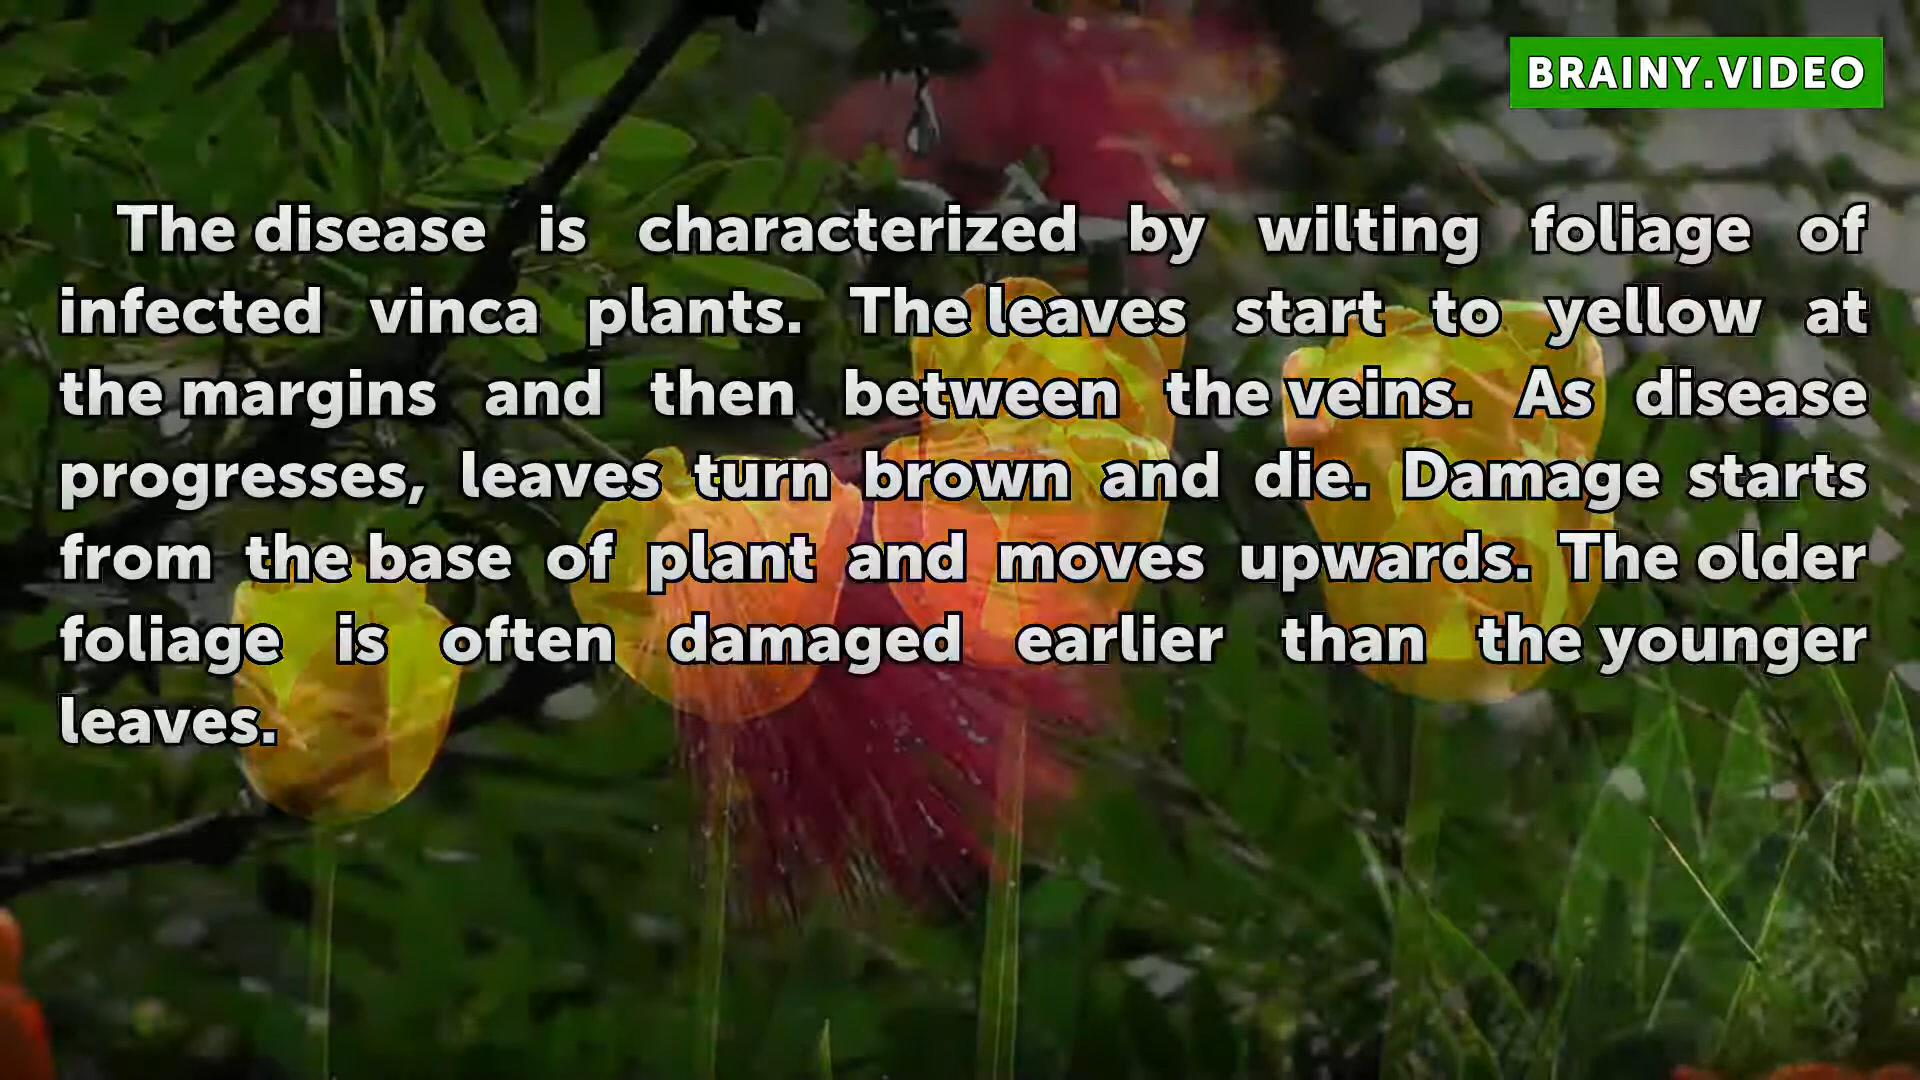 BRAINY.VIDEO
The disease is characterized by wilting foliage of
infected vinca plants. The leaves start to yellow at
the margins and then between the veins. As disease
progresses, leaves turn brown and die. Damage starts
from the base of plant and moves upwards. The older
foliage is often damaged earlier than the younger
leaves.